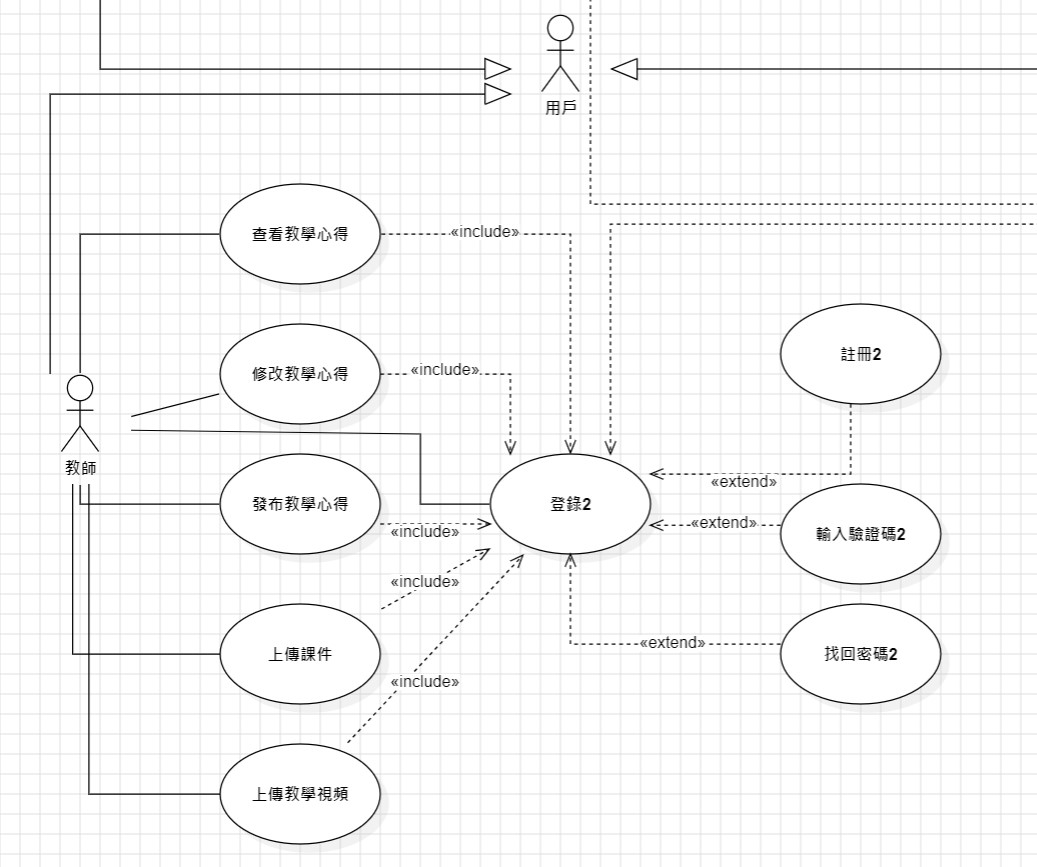 用戶
查看教學心得
«include»
修改教學心得
«include»
註冊2
教師
發布教學心得
«include»
登錄2
«extend»
«extend»
輸入驗證碼2
«include»
上傳課件
«extend»
找回密碼2
«include»
上傳教學視頻